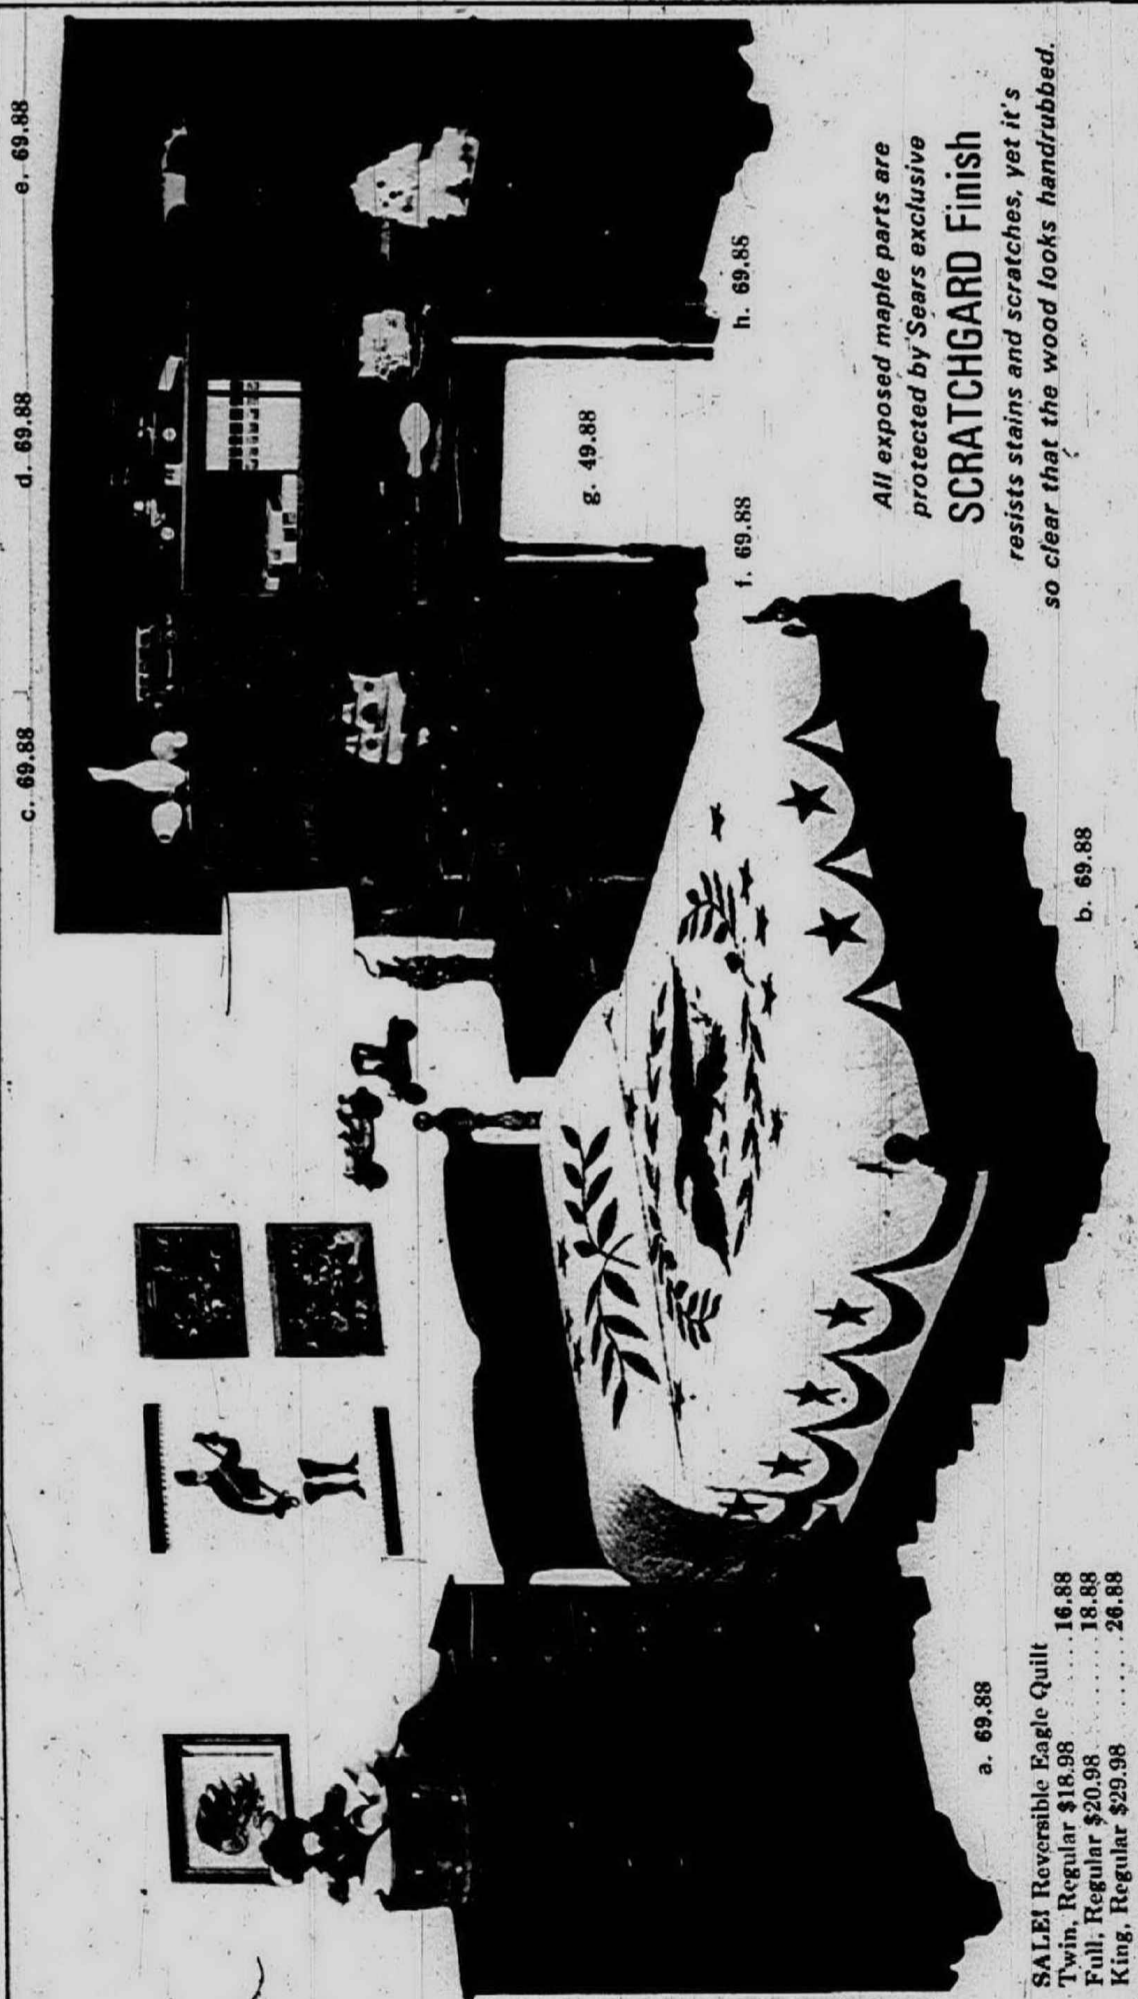 c. 69.88
d. 69.88
e. 69.88
g. 49.88
f. 69.88
h. 69.88
All exposed maple parts are
protected by Sears exclusive
SCRATCHGARD Finish
resists stains and scratches, yet it's
so clear that the wood looks handrubbed.
b. 69.88
a. 69.88
SALE! Reversible Eagle Quilt
Twin, Regular $18.98 ......16.88
Full, Regular $20.98 ........18.88
King, Regular $29.98 .......26.88